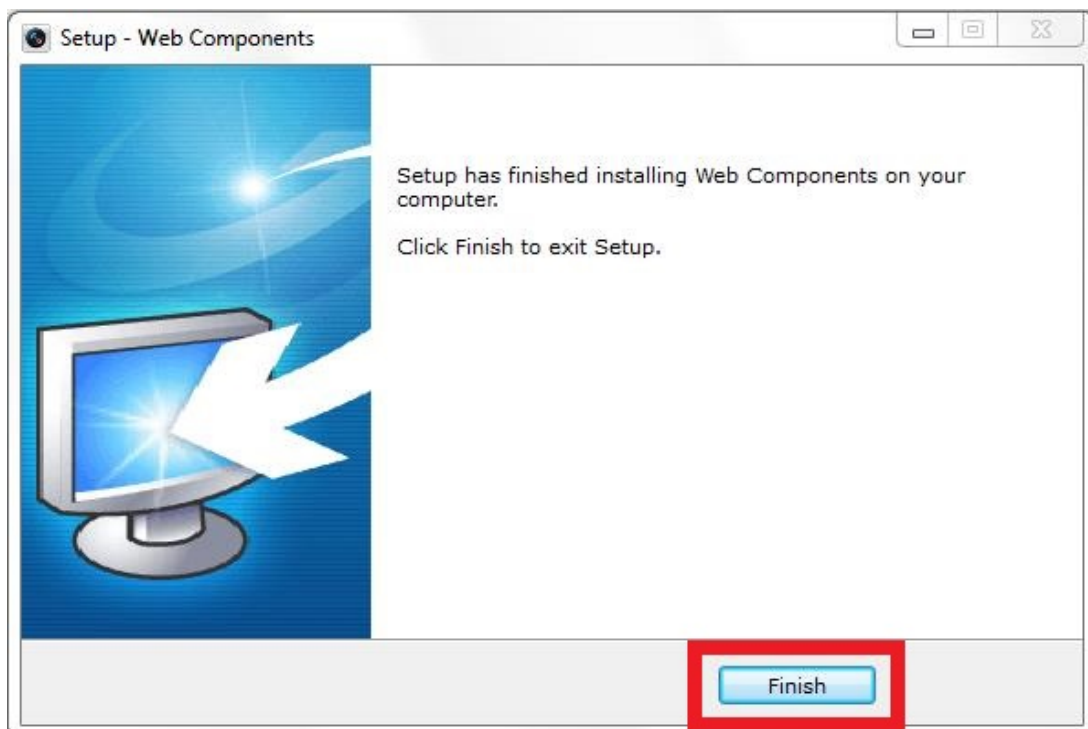 Setup - Web Components
Setup has finished installing Web Components on your
computer.
Click Finish to exit Setup.
Finish